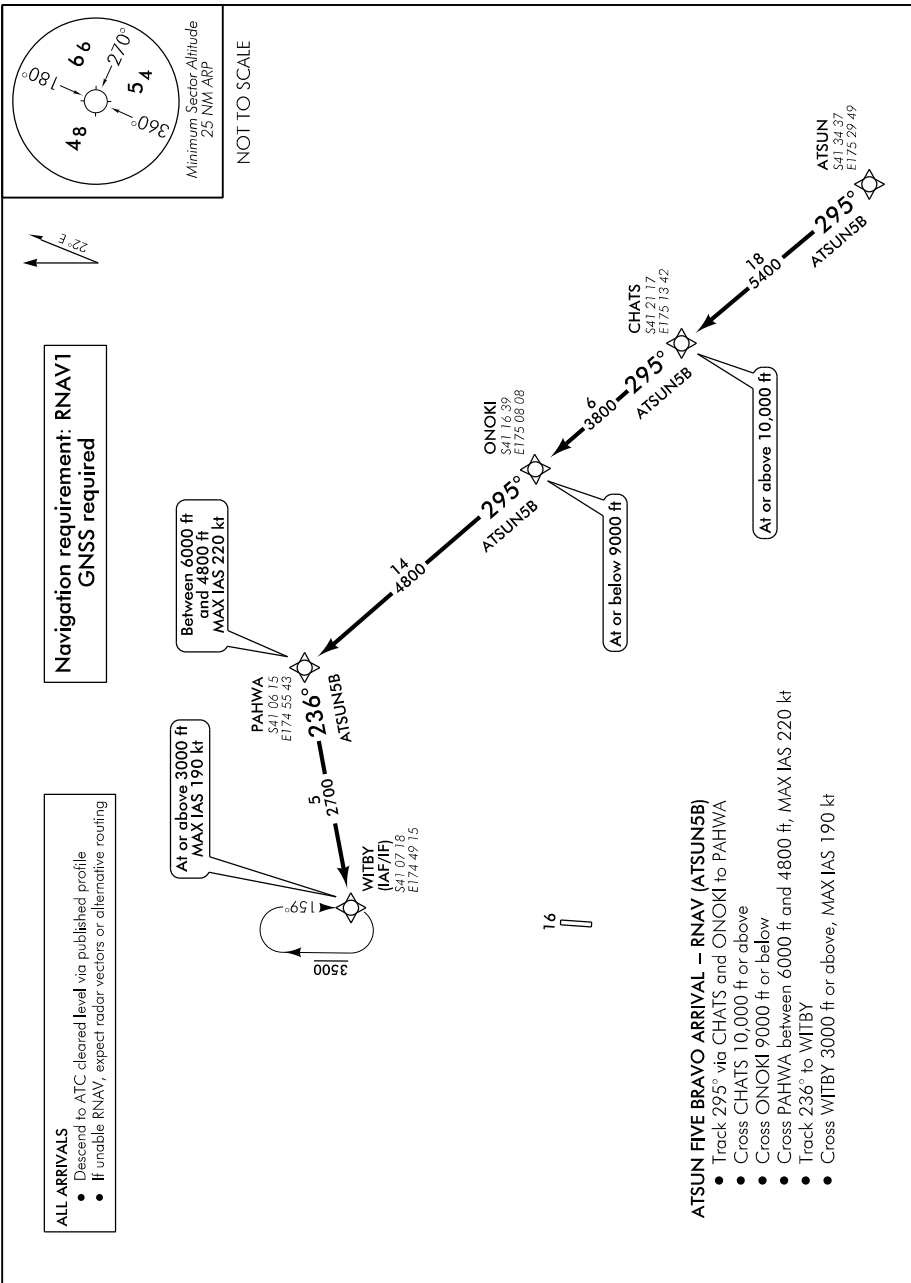 ALL ARRIVALS
• Descend to ATC cleared level via published profile
• If unable RNAV, expect radar vectors or alternative routing
Navigation requirement: RNAV1
GNSS required
22° E
180°
270°
360°
66
54
48
Minimum Sector Altitude
25 NM ARP
NOT TO SCALE
At or above 3000 ft
MAX IAS 190 kt
Between 6000 ft
and 4800 ft
MAX IAS 220 kt
PAHWA
S41 06 15
E174 55 43
236°
ATSUN5B
5
2700
WITBY
(IAF/IF)
S41 07 18
E174 49 15
159°
3500
14
4800
295°
ATSUN5B
ONOKI
S41 16 39
E175 08 08
At or below 9000 ft
6
3800
295°
ATSUN5B
CHATS
S41 21 17
E175 13 42
At or above 10,000 ft
18
5400
295°
ATSUN5B
ATSUN
S41 34 37
E175 29 49
16
ATSUN FIVE BRAVO ARRIVAL – RNAV (ATSUN5B)
• Track 295° via CHATS and ONOKI to PAHWA
• Cross CHATS 10,000 ft or above
• Cross ONOKI 9000 ft or below
• Cross PAHWA between 6000 ft and 4800 ft, MAX IAS 220 kt
• Track 236° to WITBY
• Cross WITBY 3000 ft or above, MAX IAS 190 kt